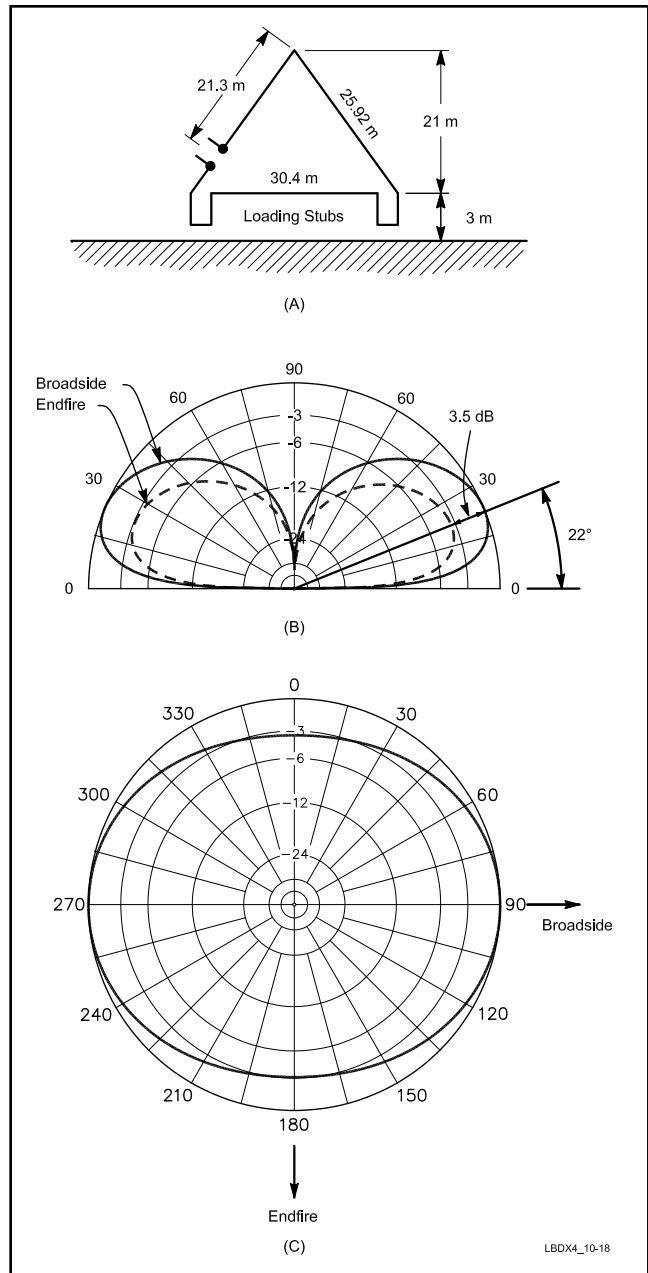 21.3 m
25.92 m
21 m
30.4 m
Loading Stubs
3 m
(A)
Broadside
Endfire
90
60
60
3.5 dB
-3
-6
30
30
-12
22°
-24
0
0
(B)
0
330
30
-3
-6
300
60
-12
-24
270
90
Broadside
240
120
210
150
180
Endfire
(C)
LBDX4_10-18